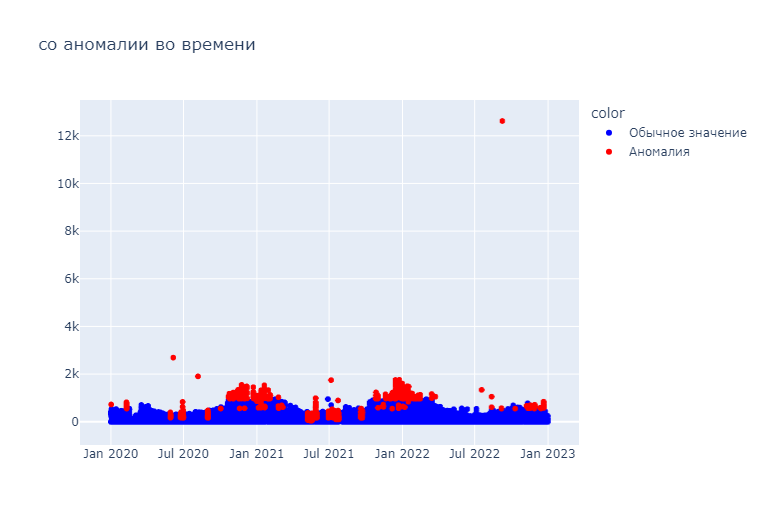 со аномалии во времени
color
Обычное значение
Аномалия
12k
10k
8k
6k
4k
2k
0
Jan 2020
Jul 2020
Jan 2021
Jul 2021
Jan 2022
Jul 2022
Jan 2023